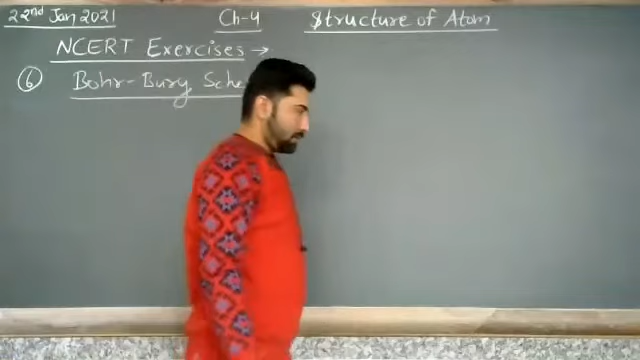 22nd Jan 2021 Ch-4 Structure of Atom
NCERT Exercises →
⑥ Bohr-Bury